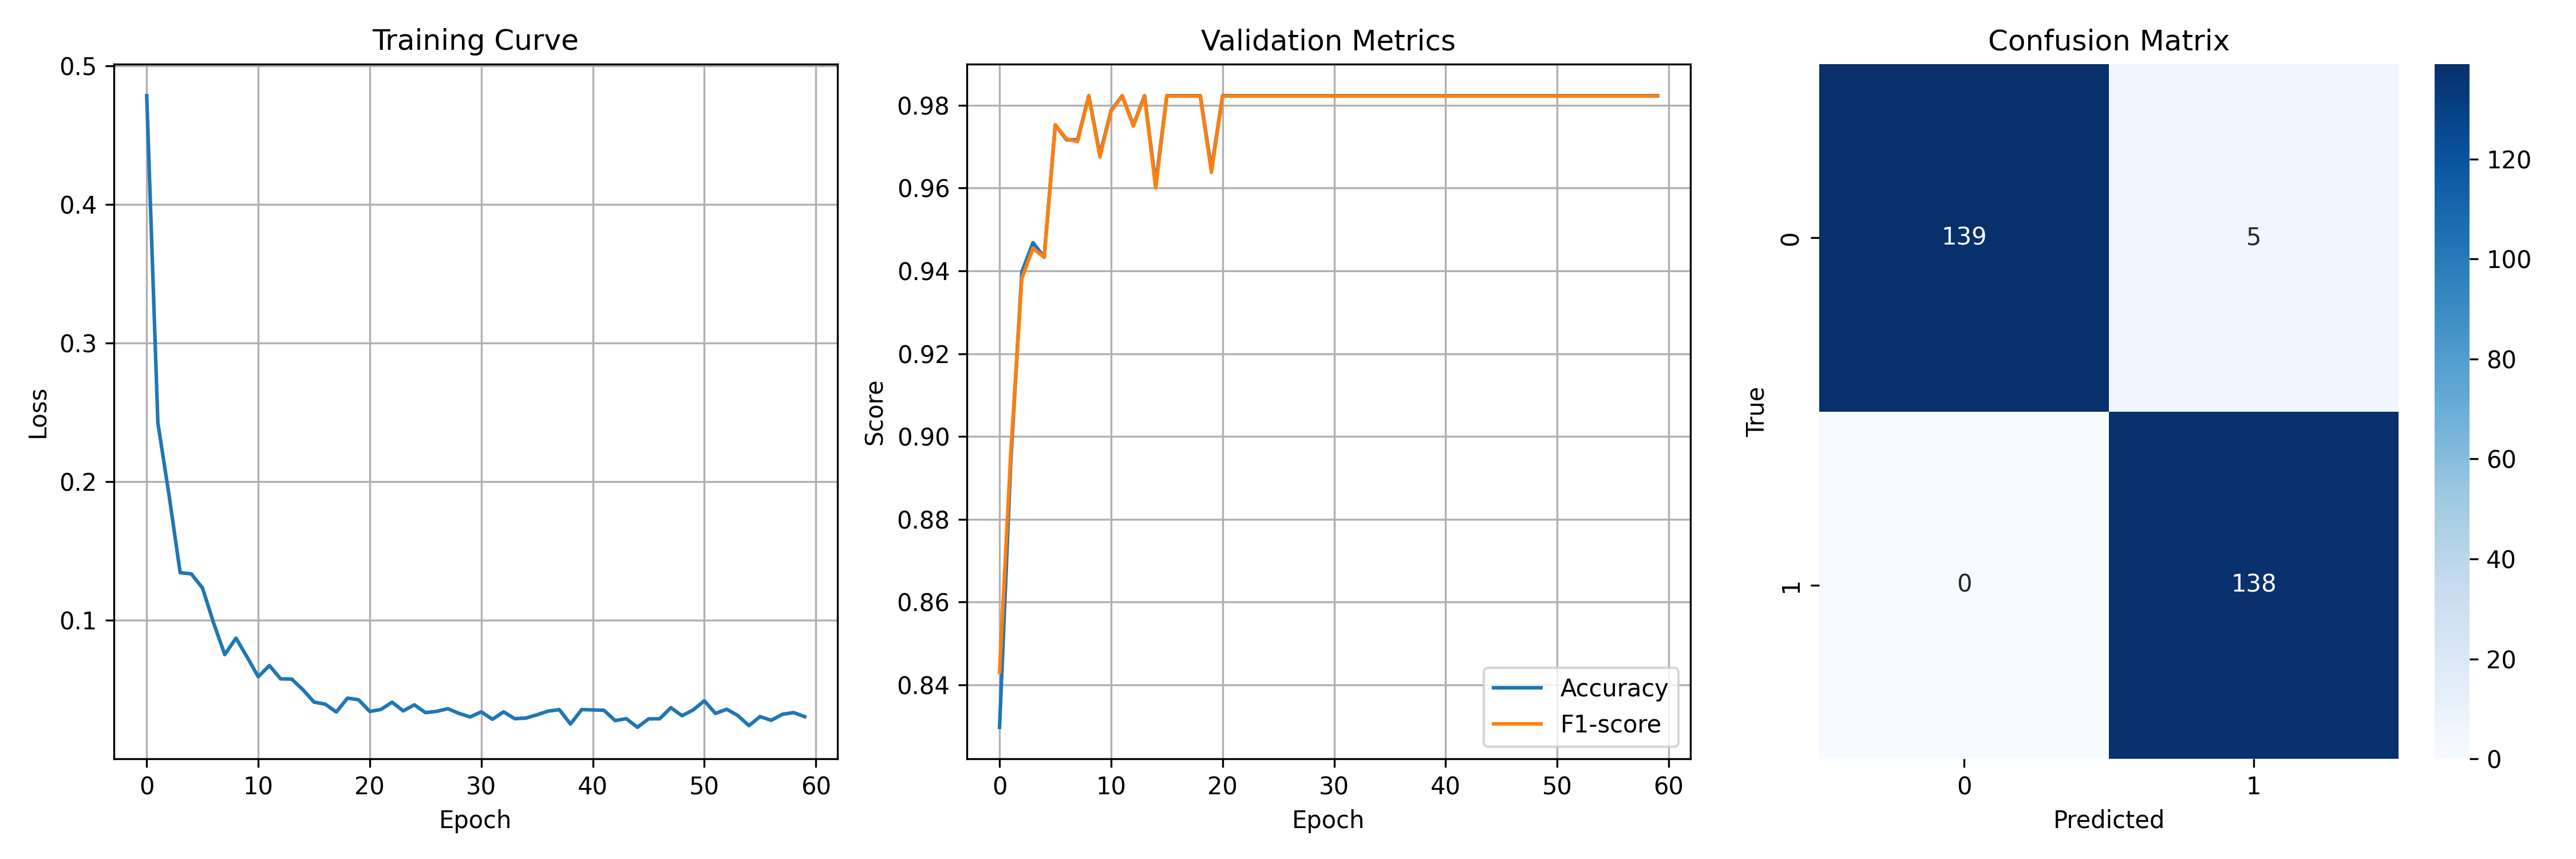 Training Curve
0.5
0.4
0.3
0.2
0.1
Loss
0 10 20 30 40 50 60
Epoch
Validation Metrics
0.98
0.96
0.94
0.92
0.90
0.88
0.86
0.84
Score
Accuracy
F1-score
0 10 20 30 40 50 60
Epoch
Confusion Matrix
0
1
True
139 5
0 138
0 1
Predicted
120
100
80
60
40
20
0